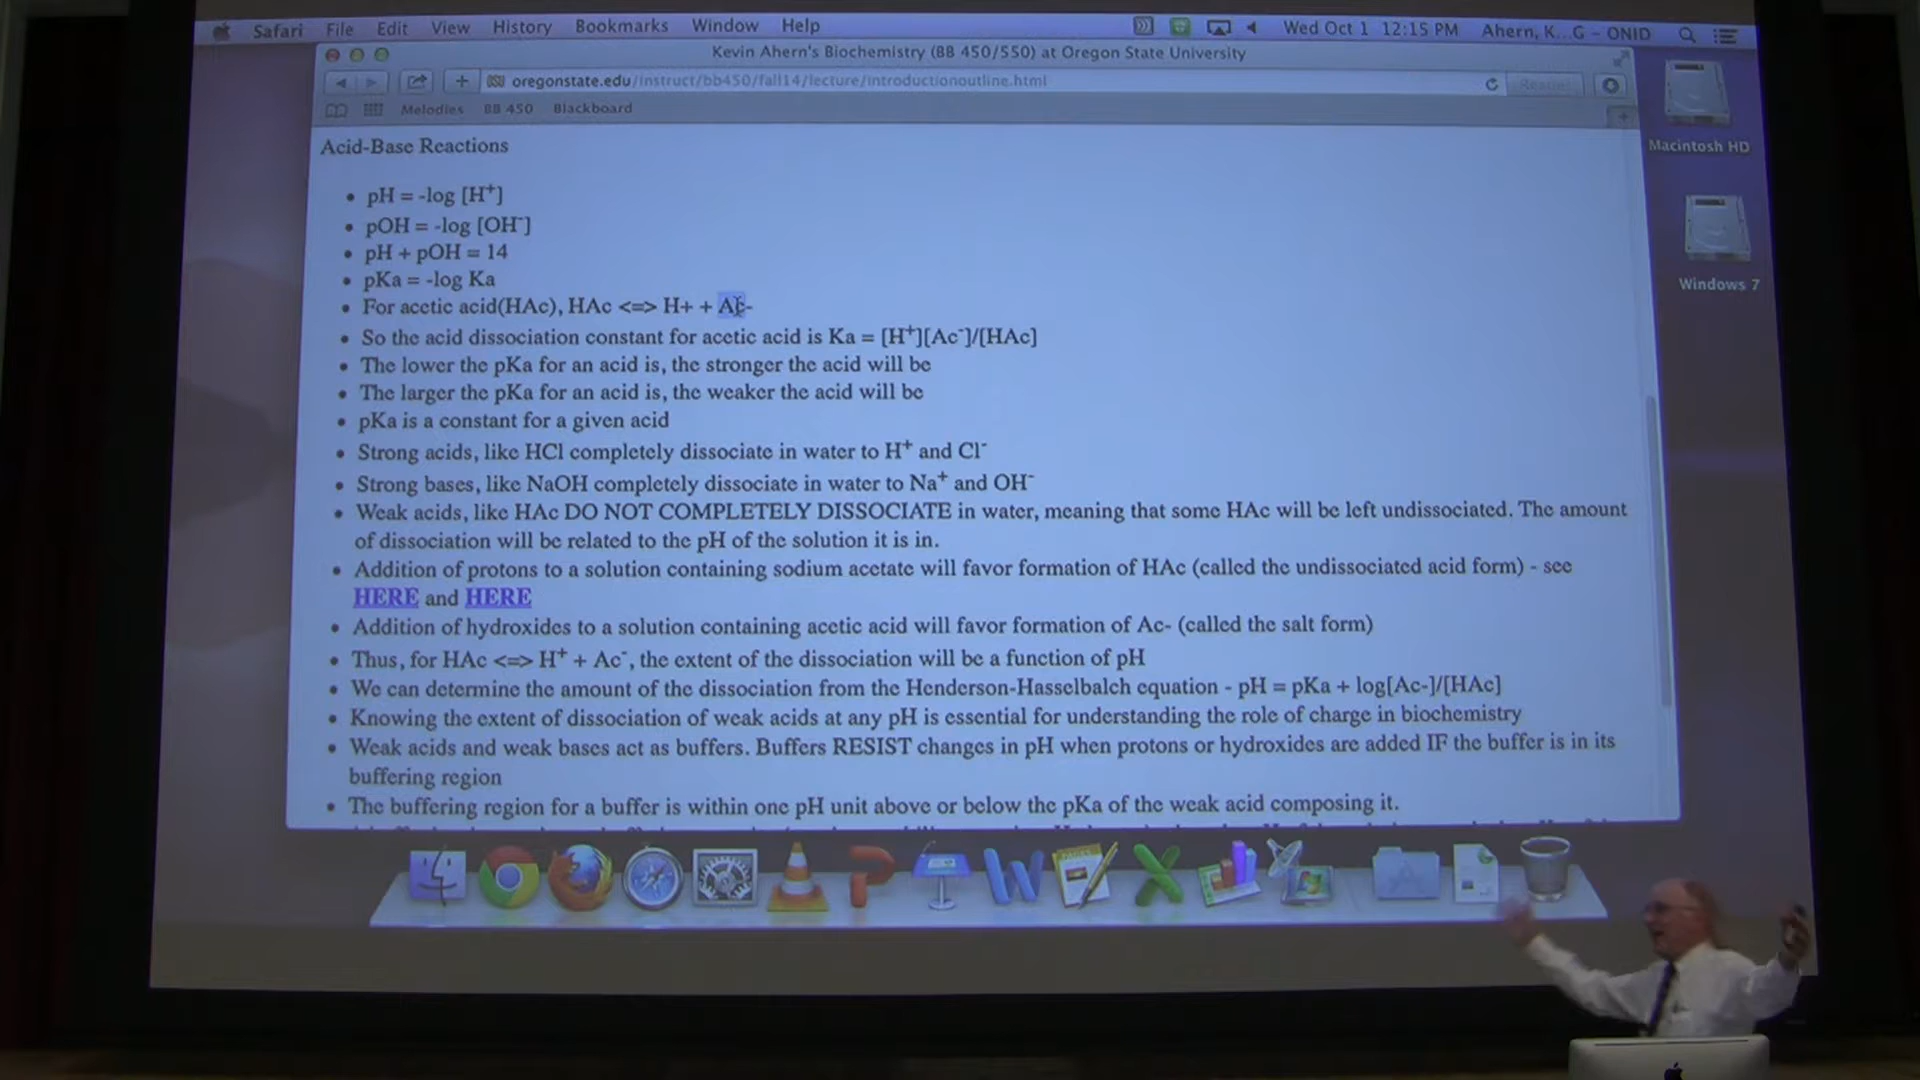 Safari File Edit View History Bookmarks Window Help Wed Oct 1 12:15 PM Ahern, K...G – ONID
Kevin Ahern's Biochemistry (BB 450/550) at Oregon State University
oregonstate.edu/instruct/bb450/fall14/lecture/introductionoutline.html Reader
Melodies BB 450 Blackboard
Macintosh HD
Windows 7
Acid-Base Reactions
• pH = -log [H⁺]
• pOH = -log [OH⁻]
• pH + pOH = 14
• pKa = -log Ka
• For acetic acid(HAc), HAc <=> H+ + Ac-
• So the acid dissociation constant for acetic acid is Ka = [H⁺][Ac⁻]/[HAc]
• The lower the pKa for an acid is, the stronger the acid will be
• The larger the pKa for an acid is, the weaker the acid will be
• pKa is a constant for a given acid
• Strong acids, like HCl completely dissociate in water to H⁺ and Cl⁻
• Strong bases, like NaOH completely dissociate in water to Na⁺ and OH⁻
• Weak acids, like HAc DO NOT COMPLETELY DISSOCIATE in water, meaning that some HAc will be left undissociated. The amount
of dissociation will be related to the pH of the solution it is in.
• Addition of protons to a solution containing sodium acetate will favor formation of HAc (called the undissociated acid form) - see
HERE and HERE
• Addition of hydroxides to a solution containing acetic acid will favor formation of Ac- (called the salt form)
• Thus, for HAc <=> H⁺ + Ac⁻, the extent of the dissociation will be a function of pH
• We can determine the amount of the dissociation from the Henderson-Hasselbalch equation - pH = pKa + log[Ac-]/[HAc]
• Knowing the extent of dissociation of weak acids at any pH is essential for understanding the role of charge in biochemistry
• Weak acids and weak bases act as buffers. Buffers RESIST changes in pH when protons or hydroxides are added IF the buffer is in its
buffering region
• The buffering region for a buffer is within one pH unit above or below the pKa of the weak acid composing it.